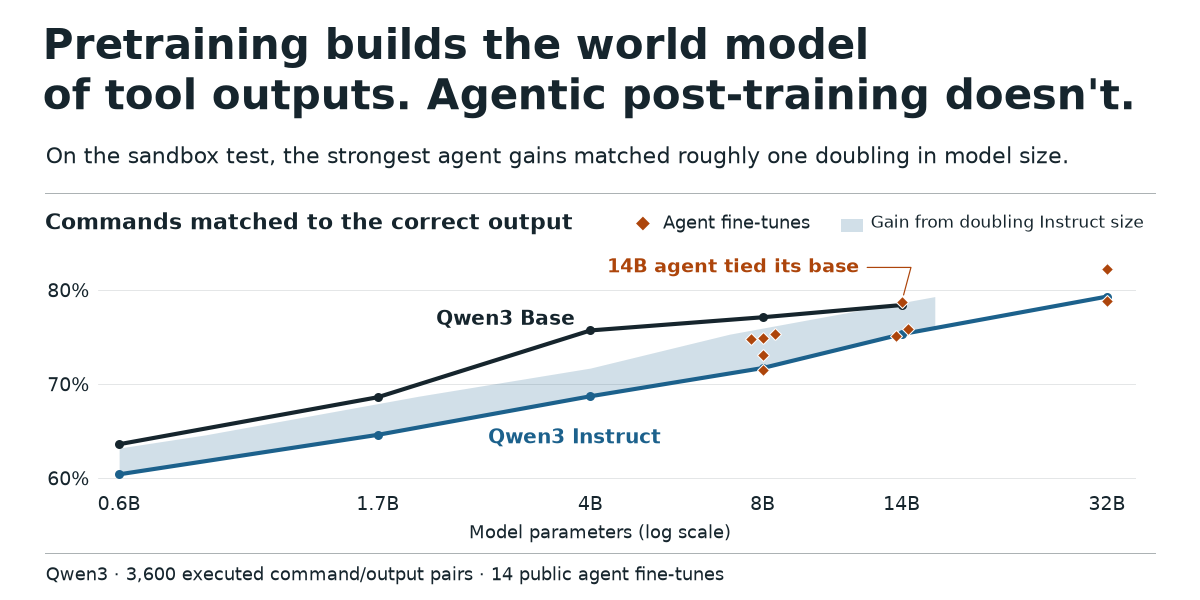 Pretraining builds the world model
of tool outputs. Agentic post-training doesn't.
On the sandbox test, the strongest agent gains matched roughly one doubling in model size.
Commands matched to the correct output
Agent fine-tunes
Gain from doubling Instruct size
14B agent tied its base
80%
Qwen3 Base
70%
Qwen3 Instruct
60%
0.6B
1.7B
4B
8B
14B
32B
Model parameters (log scale)
Qwen3 · 3,600 executed command/output pairs · 14 public agent fine-tunes